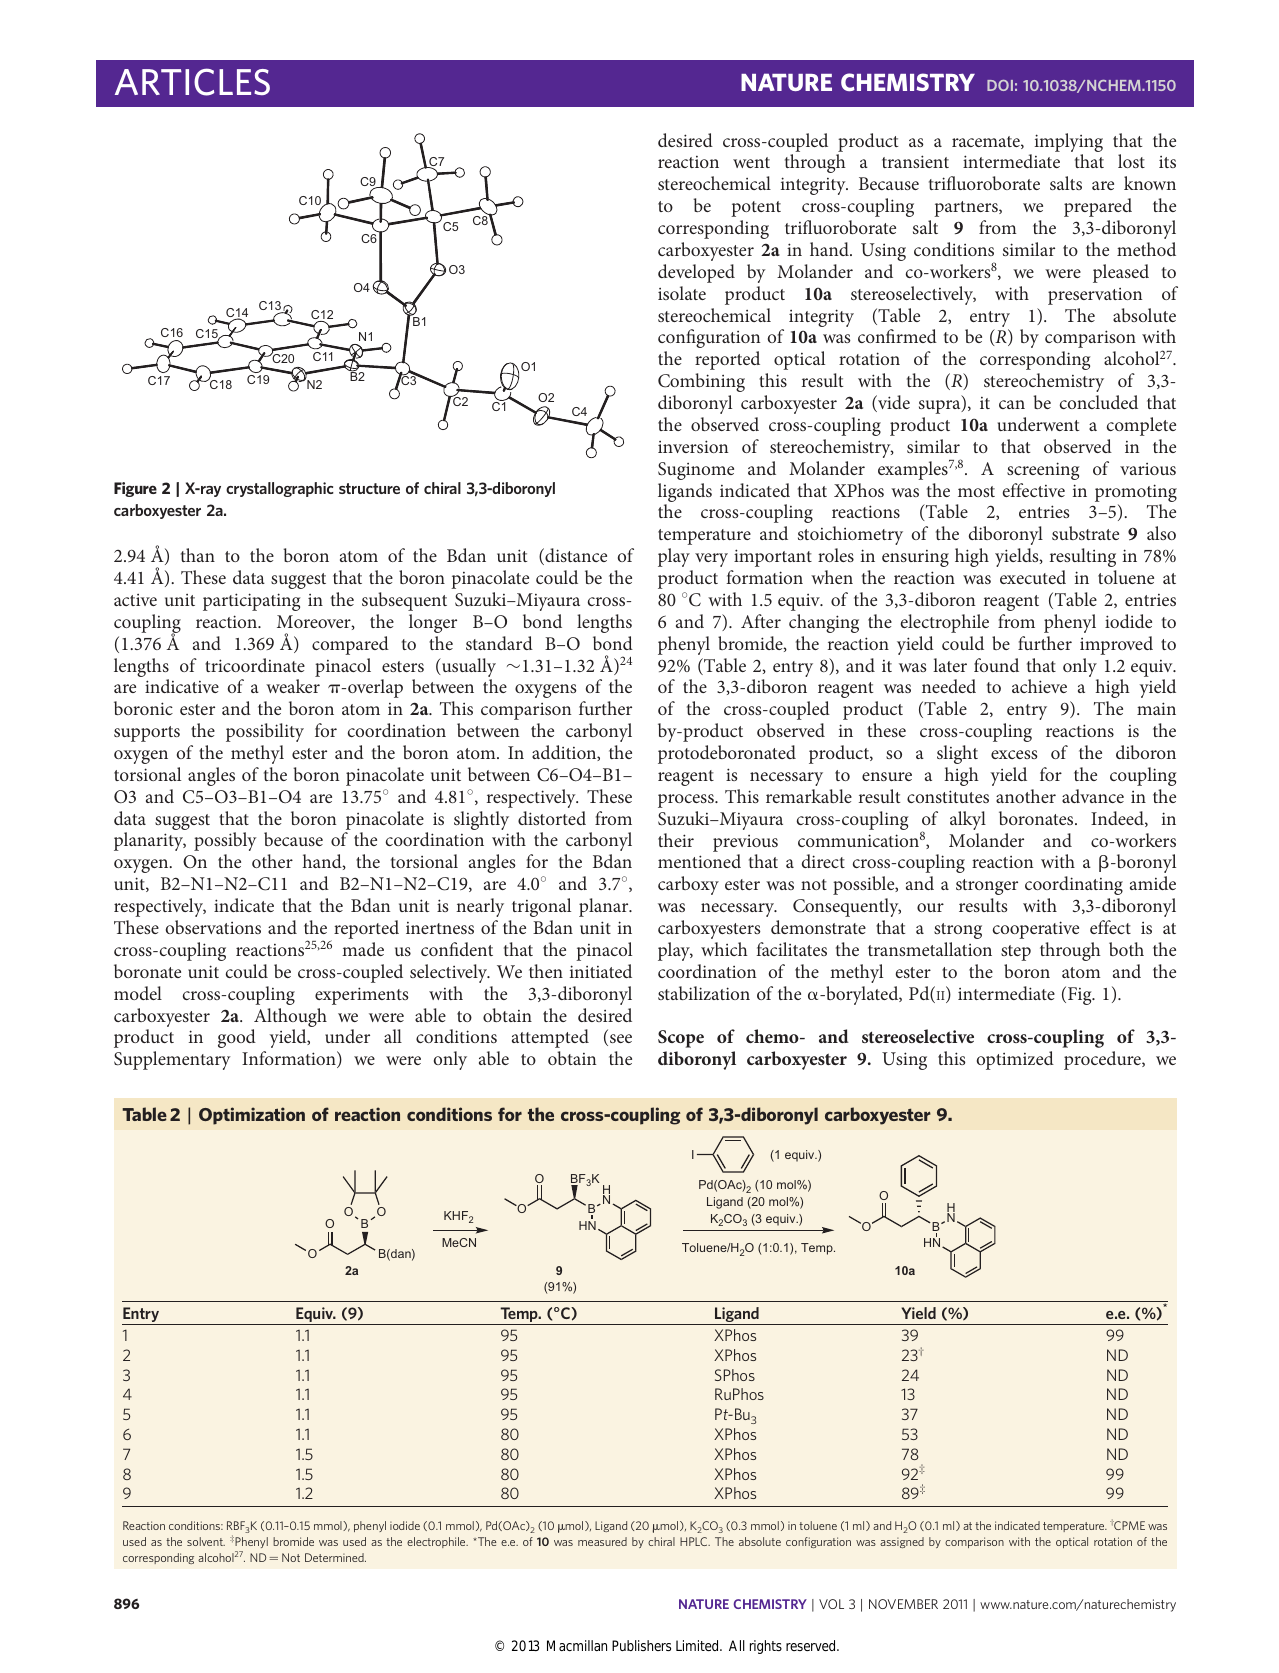 ARTICLES
NATURE CHEMISTRY DOI: 10.1038/NCHEM.1150
C7
C9
C10
C8
C5
C6
O3
O4
B1
C13
C14
C12
C16
C15
N1
C20
C11
O1
C17
C18
C19
N2
B2
C3
C2
C1
O2
C4
Figure 2 | X-ray crystallographic structure of chiral 3,3-diboronyl
carboxyester 2a.
2.94 Å) than to the boron atom of the Bdan unit (distance of
4.41 Å). These data suggest that the boron pinacolate could be the
active unit participating in the subsequent Suzuki–Miyaura cross-
coupling reaction. Moreover, the longer B–O bond lengths
(1.376 Å and 1.369 Å) compared to the standard B–O bond
lengths of tricoordinate pinacol esters (usually ~1.31–1.32 Å)24
are indicative of a weaker π-overlap between the oxygens of the
boronic ester and the boron atom in 2a. This comparison further
supports the possibility for coordination between the carbonyl
oxygen of the methyl ester and the boron atom. In addition, the
torsional angles of the boron pinacolate unit between C6–O4–B1–
O3 and C5–O3–B1–O4 are 13.75° and 4.81°, respectively. These
data suggest that the boron pinacolate is slightly distorted from
planarity, possibly because of the coordination with the carbonyl
oxygen. On the other hand, the torsional angles for the Bdan
unit, B2–N1–N2–C11 and B2–N1–N2–C19, are 4.0° and 3.7°,
respectively, indicate that the Bdan unit is nearly trigonal planar.
These observations and the reported inertness of the Bdan unit in
cross-coupling reactions25,26 made us confident that the pinacol
boronate unit could be cross-coupled selectively. We then initiated
model cross-coupling experiments with the 3,3-diboronyl
carboxyester 2a. Although we were able to obtain the desired
product in good yield, under all conditions attempted (see
Supplementary Information) we were only able to obtain the
desired cross-coupled product as a racemate, implying that the
reaction went through a transient intermediate that lost its
stereochemical integrity. Because trifluoroborate salts are known
to be potent cross-coupling partners, we prepared the
corresponding trifluoroborate salt 9 from the 3,3-diboronyl
carboxyester 2a in hand. Using conditions similar to the method
developed by Molander and co-workers8, we were pleased to
isolate product 10a stereoselectively, with preservation of
stereochemical integrity (Table 2, entry 1). The absolute
configuration of 10a was confirmed to be (R) by comparison with
the reported optical rotation of the corresponding alcohol27.
Combining this result with the (R) stereochemistry of 3,3-
diboronyl carboxyester 2a (vide supra), it can be concluded that
the observed cross-coupling product 10a underwent a complete
inversion of stereochemistry, similar to that observed in the
Suginome and Molander examples7,8. A screening of various
ligands indicated that XPhos was the most effective in promoting
the cross-coupling reactions (Table 2, entries 3–5). The
temperature and stoichiometry of the diboronyl substrate 9 also
play very important roles in ensuring high yields, resulting in 78%
product formation when the reaction was executed in toluene at
80 °C with 1.5 equiv. of the 3,3-diboron reagent (Table 2, entries
6 and 7). After changing the electrophile from phenyl iodide to
phenyl bromide, the reaction yield could be further improved to
92% (Table 2, entry 8), and it was later found that only 1.2 equiv.
of the 3,3-diboron reagent was needed to achieve a high yield
of the cross-coupled product (Table 2, entry 9). The main
by-product observed in these cross-coupling reactions is the
protodeboronated product, so a slight excess of the diboron
reagent is necessary to ensure a high yield for the coupling
process. This remarkable result constitutes another advance in the
Suzuki–Miyaura cross-coupling of alkyl boronates. Indeed, in
their previous communication8, Molander and co-workers
mentioned that a direct cross-coupling reaction with a β-boronyl
carboxy ester was not possible, and a stronger coordinating amide
was necessary. Consequently, our results with 3,3-diboronyl
carboxyesters demonstrate that a strong cooperative effect is at
play, which facilitates the transmetallation step through both the
coordination of the methyl ester to the boron atom and the
stabilization of the α-borylated, Pd(II) intermediate (Fig. 1).
Scope of chemo- and stereoselective cross-coupling of 3,3-
diboronyl carboxyester 9. Using this optimized procedure, we
Table 2 | Optimization of reaction conditions for the cross-coupling of 3,3-diboronyl carboxyester 9.
O O
B
O
O
B(dan)
2a
KHF2
MeCN
O
O
BF3K
H
N
B
HN
9
(91%)
I
(1 equiv.)
Pd(OAc)2 (10 mol%)
Ligand (20 mol%)
K2CO3 (3 equiv.)
Toluene/H2O (1:0.1), Temp.
O
O
H
N
B
HN
10a
Entry Equiv. (9) Temp. (°C) Ligand Yield (%) e.e. (%)*
1 1.1 95 XPhos 39 99
2 1.1 95 XPhos 23† ND
3 1.1 95 SPhos 24 ND
4 1.1 95 RuPhos 13 ND
5 1.1 95 Pt-Bu3 37 ND
6 1.1 80 XPhos 53 ND
7 1.5 80 XPhos 78 ND
8 1.5 80 XPhos 92‡ 99
9 1.2 80 XPhos 89‡ 99
Reaction conditions: RBF3K (0.11–0.15 mmol), phenyl iodide (0.1 mmol), Pd(OAc)2 (10 μmol), Ligand (20 μmol), K2CO3 (0.3 mmol) in toluene (1 ml) and H2O (0.1 ml) at the indicated temperature. †CPME was
used as the solvent. ‡Phenyl bromide was used as the electrophile. *The e.e. of 10 was measured by chiral HPLC. The absolute configuration was assigned by comparison with the optical rotation of the
corresponding alcohol27. ND = Not Determined.
896
NATURE CHEMISTRY | VOL 3 | NOVEMBER 2011 | www.nature.com/naturechemistry
© 2013 Macmillan Publishers Limited. All rights reserved.